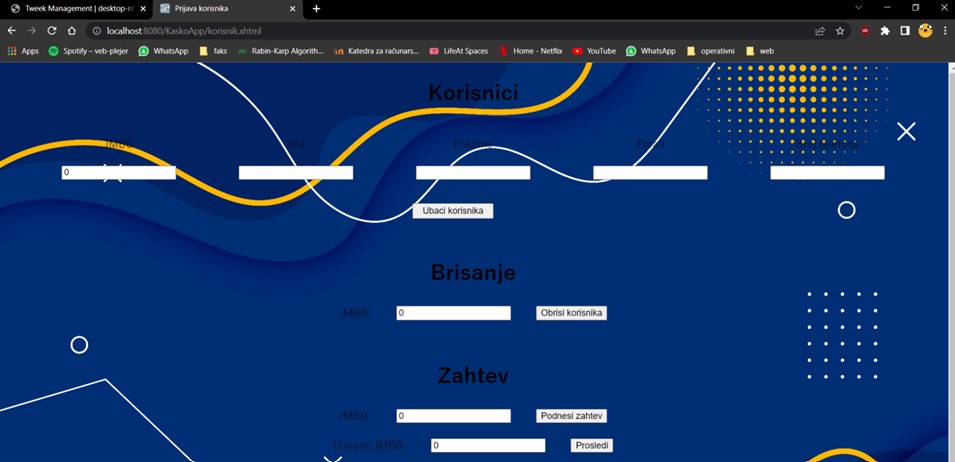 Tweek Management | desktop-n
Prijava korisnika
localhost:8080/KaskoApp/korisnik.xhtml
Apps Spotify – veb-plejer WhatsApp faks Rabin-Karp Algorith... Katedra za računars... LifeAt Spaces Home - Netflix YouTube WhatsApp operativni web
Korisnici
JMBG Ime Prezime Email
0
Ubaci korisnika
Brisanje
JMBG: 0 Obrisi korisnika
Zahtev
JMBG: 0 Podnesi zahtev
Unesite JMBG: 0 Prosledi